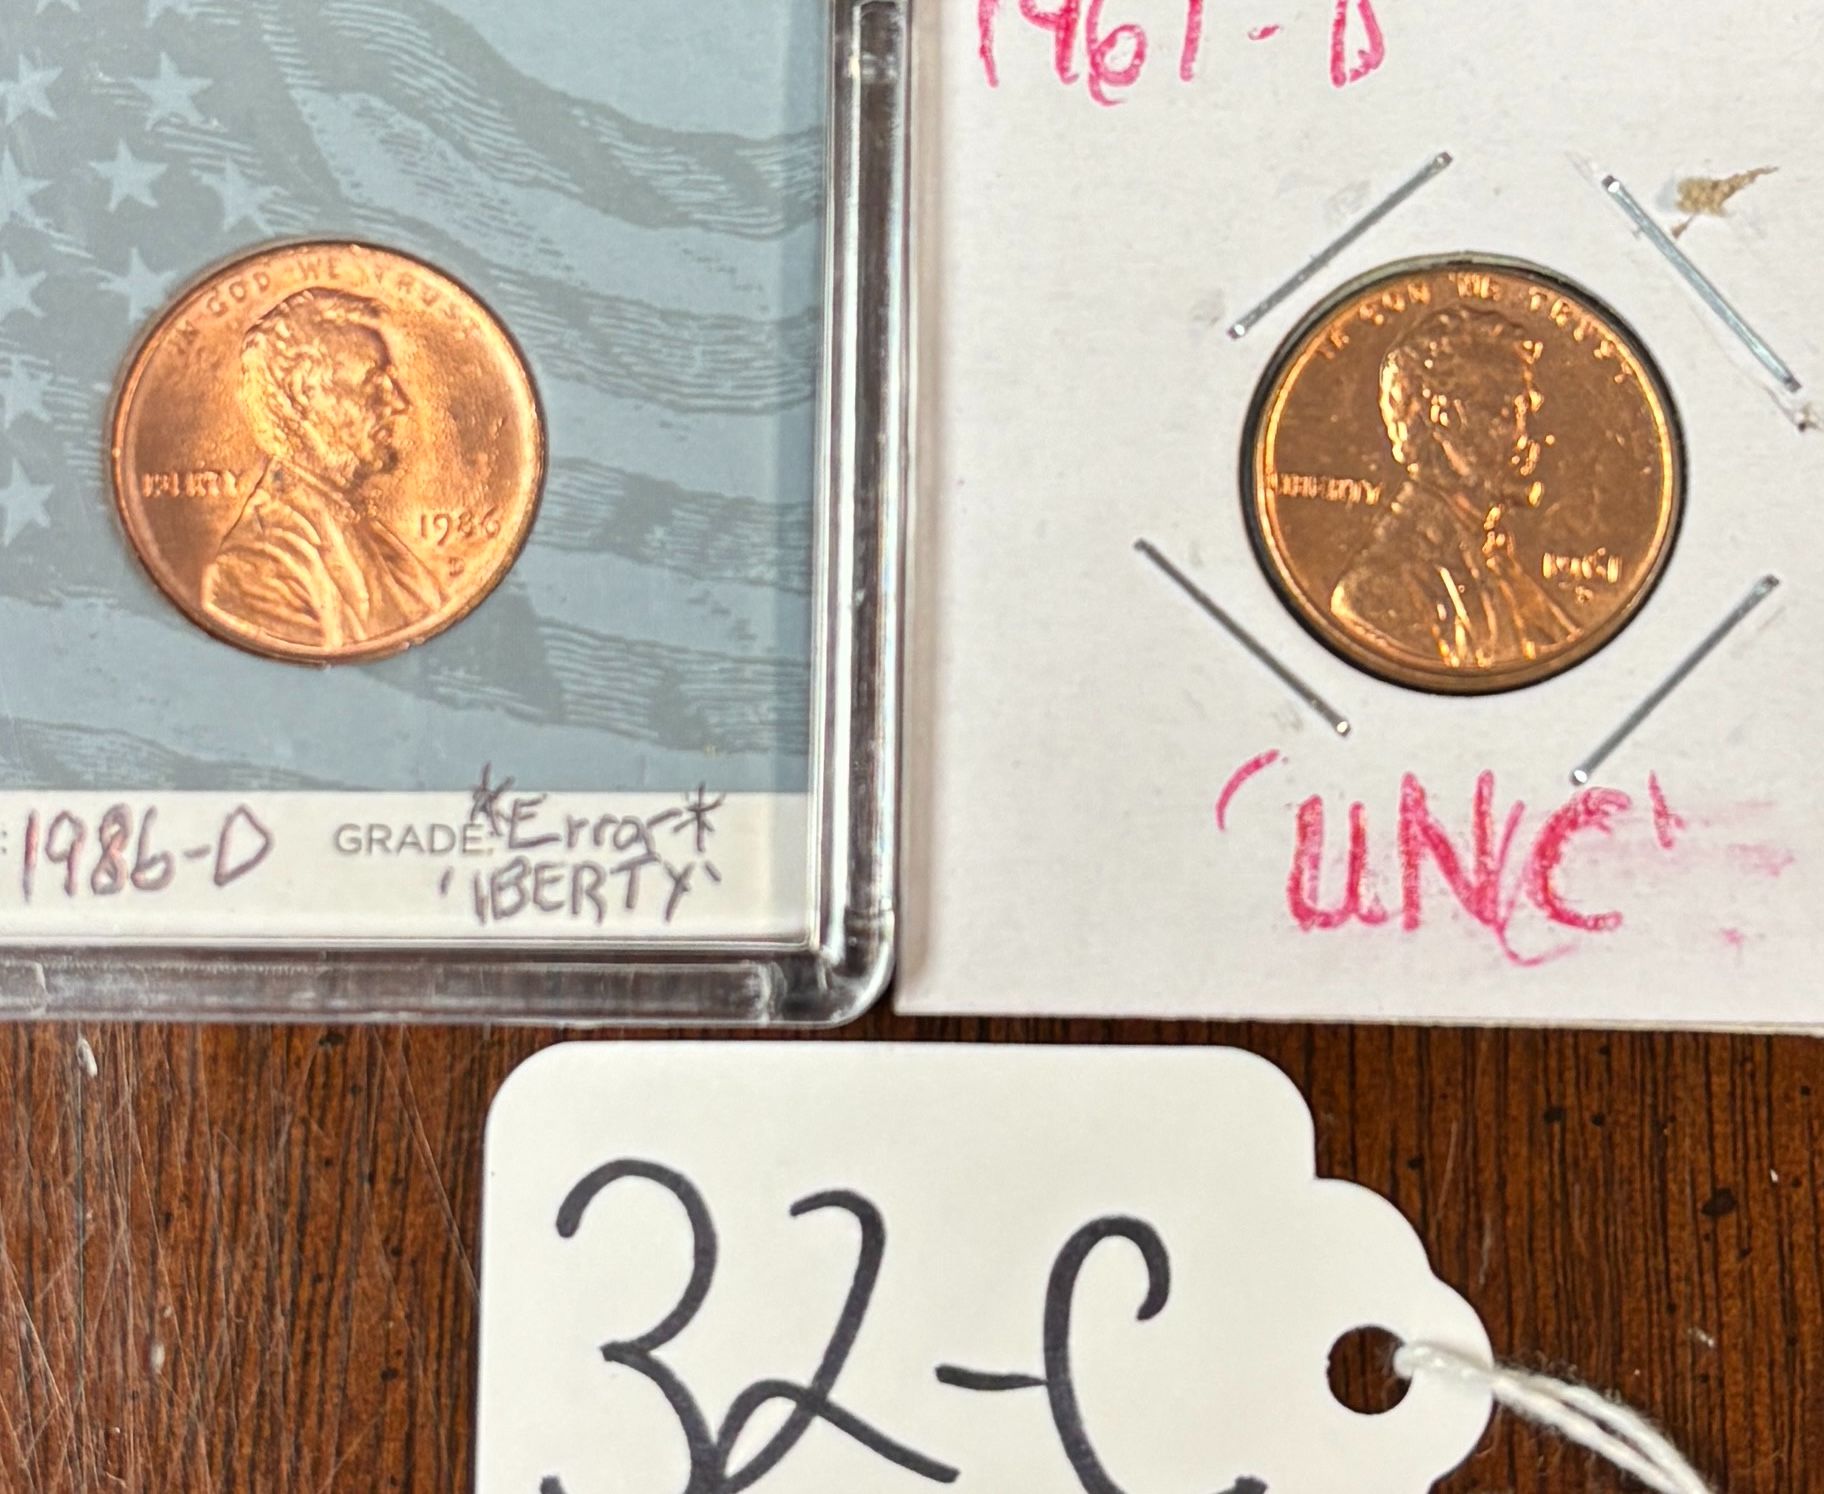 IN GOD WE TRUST
LIBERTY
1986
D
: 1986-D
GRADE: *Error*
'IBERTY'
1961-D
IN GOD WE TRUST
LIBERTY
1961
D
'UNC'
32-C